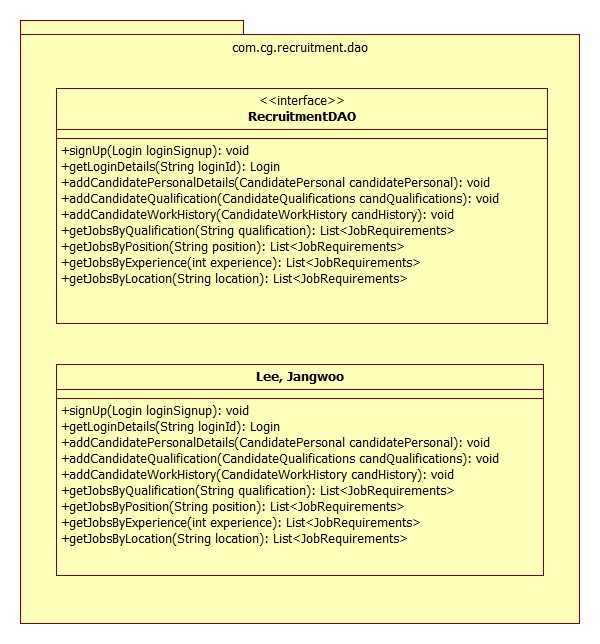 com.cg.recruitment.dao
<<interface>>
RecruitmentDAO
+signUp(Login loginSignup): void
+getLoginDetails(String loginId): Login
+addCandidatePersonalDetails(CandidatePersonal candidatePersonal): void
+addCandidateQualification(CandidateQualifications candQualifications): void
+addCandidateWorkHistory(CandidateWorkHistory candHistory): void
+getJobsByQualification(String qualification): List<JobRequirements>
+getJobsByPosition(String position): List<JobRequirements>
+getJobsByExperience(int experience): List<JobRequirements>
+getJobsByLocation(String location): List<JobRequirements>
Lee, Jangwoo
+signUp(Login loginSignup): void
+getLoginDetails(String loginId): Login
+addCandidatePersonalDetails(CandidatePersonal candidatePersonal): void
+addCandidateQualification(CandidateQualifications candQualifications): void
+addCandidateWorkHistory(CandidateWorkHistory candHistory): void
+getJobsByQualification(String qualification): List<JobRequirements>
+getJobsByPosition(String position): List<JobRequirements>
+getJobsByExperience(int experience): List<JobRequirements>
+getJobsByLocation(String location): List<JobRequirements>